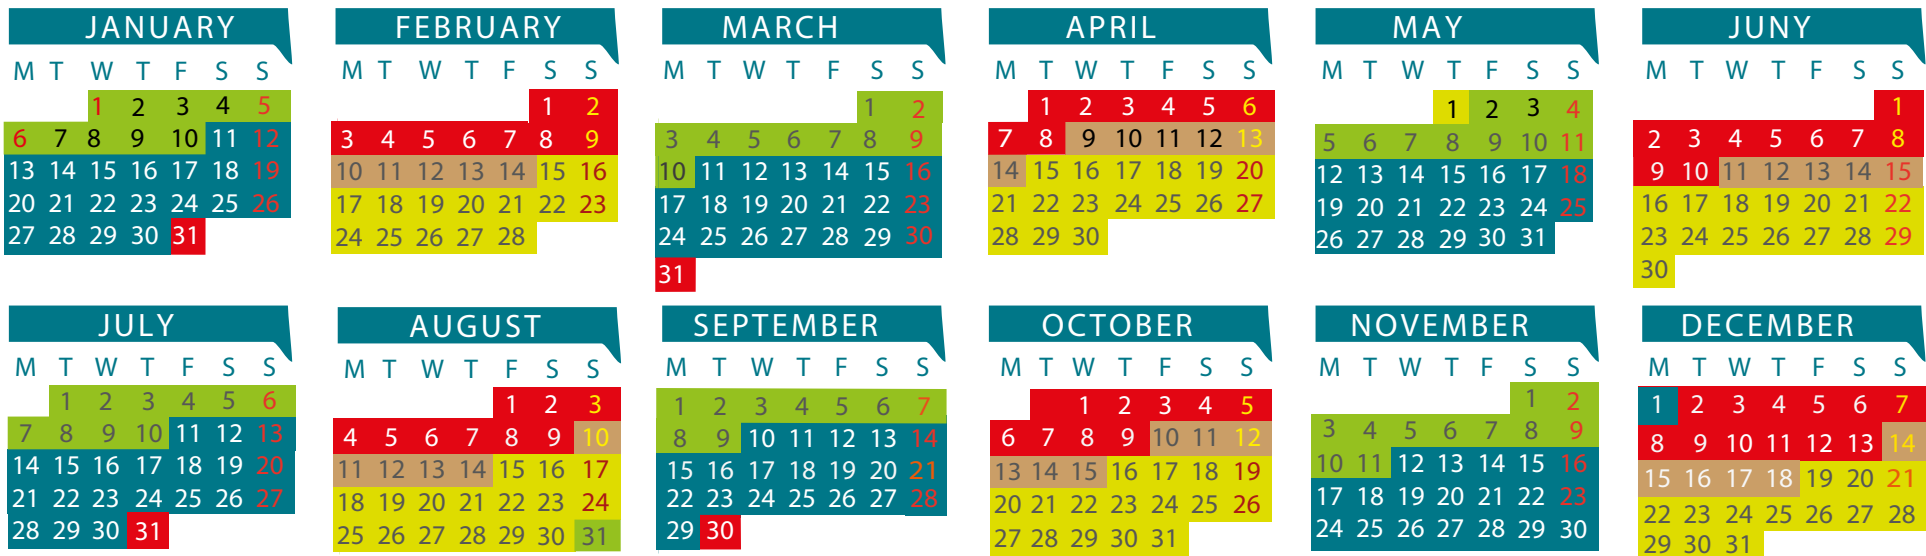 JANUARY
M T W T F S S
1 2 3 4 5
6 7 8 9 10 11 12
13 14 15 16 17 18 19
20 21 22 23 24 25 26
27 28 29 30 31
FEBRUARY
M T W T F S S
1 2
3 4 5 6 7 8 9
10 11 12 13 14 15 16
17 18 19 20 21 22 23
24 25 26 27 28
MARCH
M T W T F S S
1 2
3 4 5 6 7 8 9
10 11 12 13 14 15 16
17 18 19 20 21 22 23
24 25 26 27 28 29 30
31
APRIL
M T W T F S S
1 2 3 4 5 6
7 8 9 10 11 12 13
14 15 16 17 18 19 20
21 22 23 24 25 26 27
28 29 30
MAY
M T W T F S S
1 2 3 4
5 6 7 8 9 10 11
12 13 14 15 16 17 18
19 20 21 22 23 24 25
26 27 28 29 30 31
JUNY
M T W T F S S
1
2 3 4 5 6 7 8
9 10 11 12 13 14 15
16 17 18 19 20 21 22
23 24 25 26 27 28 29
30
JULY
M T W T F S S
1 2 3 4 5 6
7 8 9 10 11 12 13
14 15 16 17 18 19 20
21 22 23 24 25 26 27
28 29 30 31
AUGUST
M T W T F S S
1 2 3
4 5 6 7 8 9 10
11 12 13 14 15 16 17
18 19 20 21 22 23 24
25 26 27 28 29 30 31
SEPTEMBER
M T W T F S S
1 2 3 4 5 6 7
8 9 10 11 12 13 14
15 16 17 18 19 20 21
22 23 24 25 26 27 28
29 30
OCTOBER
M T W T F S S
1 2 3 4 5
6 7 8 9 10 11 12
13 14 15 16 17 18 19
20 21 22 23 24 25 26
27 28 29 30 31
NOVEMBER
M T W T F S S
1 2
3 4 5 6 7 8 9
10 11 12 13 14 15 16
17 18 19 20 21 22 23
24 25 26 27 28 29 30
DECEMBER
M T W T F S S
1 2 3 4 5 6 7
8 9 10 11 12 13 14
15 16 17 18 19 20 21
22 23 24 25 26 27 28
29 30 31